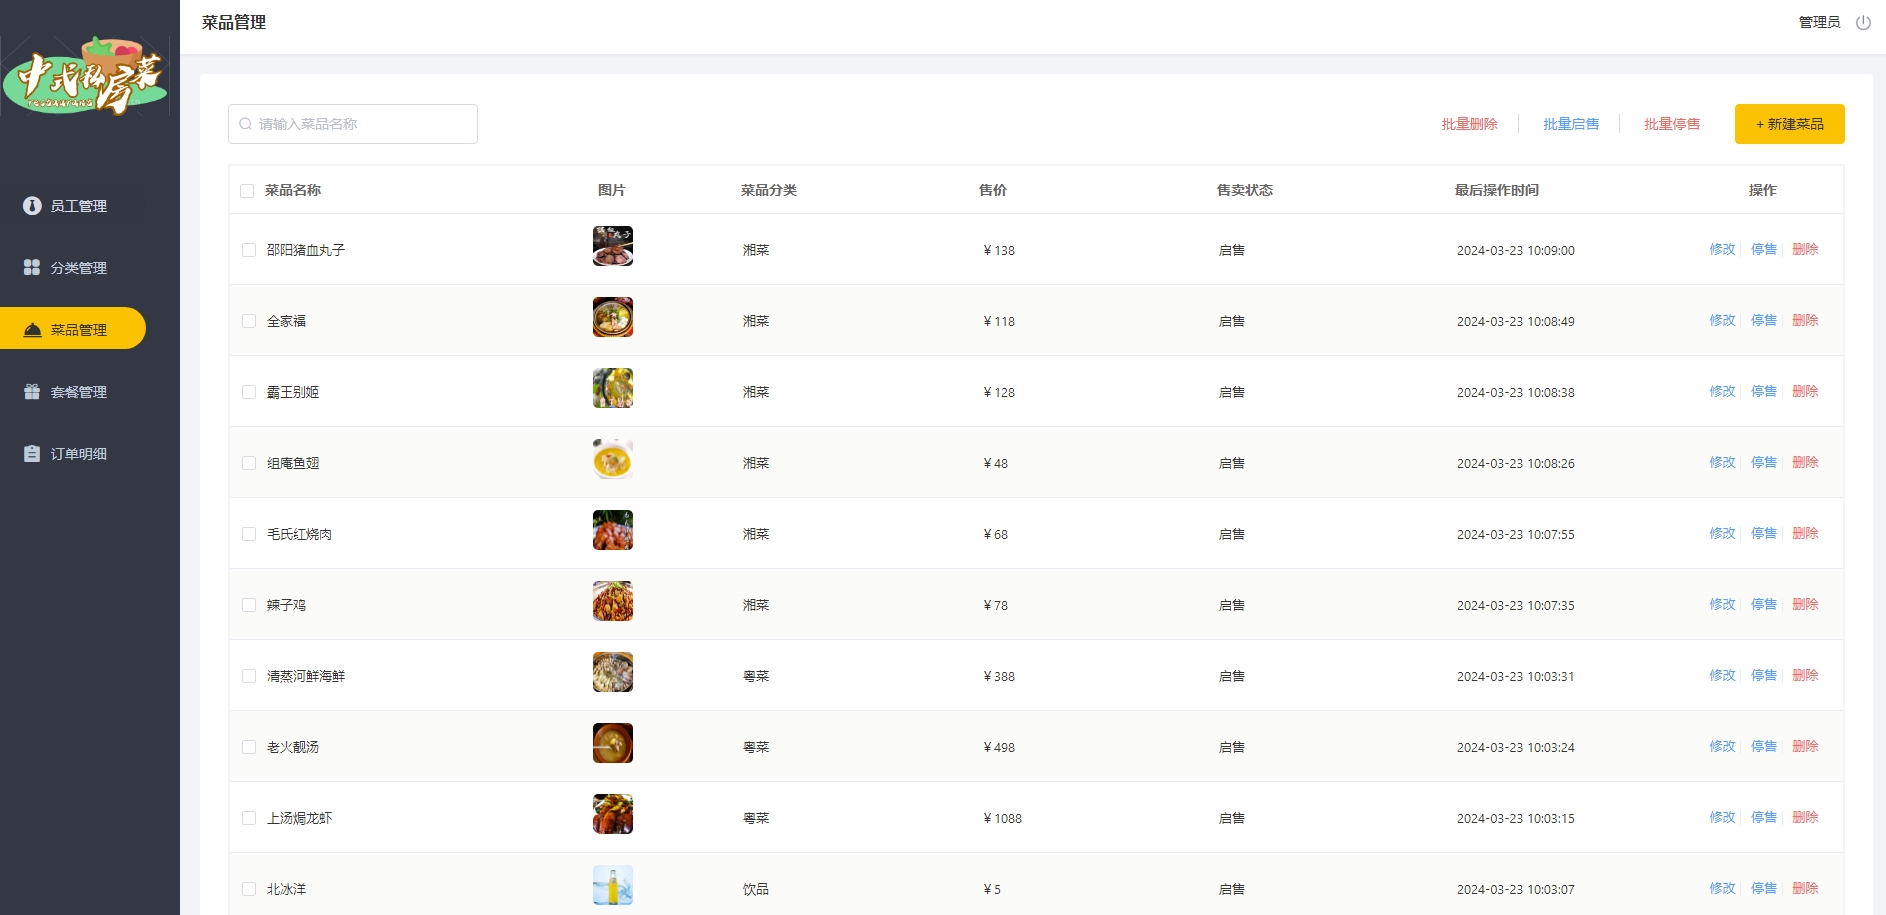 菜品管理
管理员
中式私房菜
员工管理
分类管理
菜品管理
套餐管理
订单明细
请输入菜品名称
批量删除 批量启售 批量停售 + 新建菜品
菜品名称 图片 菜品分类 售价 售卖状态 最后操作时间 操作
邵阳猪血丸子 湘菜 ¥ 138 启售 2024-03-23 10:09:00 修改 停售 删除
全家福 湘菜 ¥ 118 启售 2024-03-23 10:08:49 修改 停售 删除
霸王别姬 湘菜 ¥ 128 启售 2024-03-23 10:08:38 修改 停售 删除
组庵鱼翅 湘菜 ¥ 48 启售 2024-03-23 10:08:26 修改 停售 删除
毛氏红烧肉 湘菜 ¥ 68 启售 2024-03-23 10:07:55 修改 停售 删除
辣子鸡 湘菜 ¥ 78 启售 2024-03-23 10:07:35 修改 停售 删除
清蒸河鲜海鲜 粤菜 ¥ 388 启售 2024-03-23 10:03:31 修改 停售 删除
老火靓汤 粤菜 ¥ 498 启售 2024-03-23 10:03:24 修改 停售 删除
上汤焗龙虾 粤菜 ¥ 1088 启售 2024-03-23 10:03:15 修改 停售 删除
北冰洋 饮品 ¥ 5 启售 2024-03-23 10:03:07 修改 停售 删除